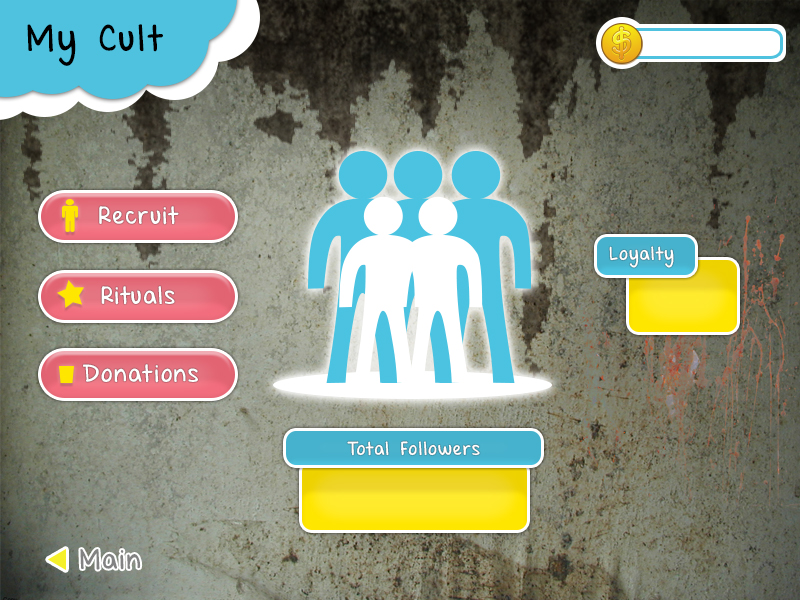 My Cult
$
Recruit
Rituals
Donations
Loyalty
Total Followers
Main